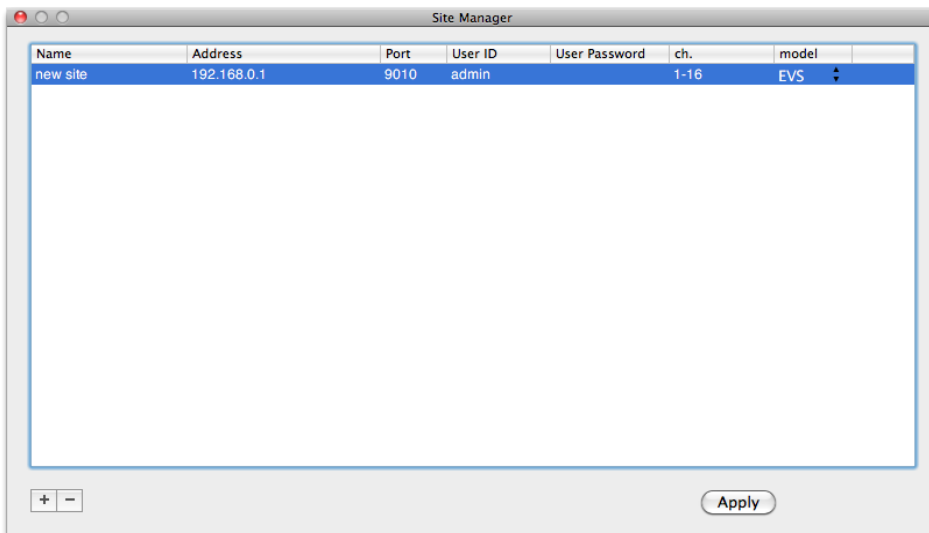 Site Manager
Name Address Port User ID User Password ch. model
new site 192.168.0.1 9010 admin 1-16 EVS
+ −
Apply